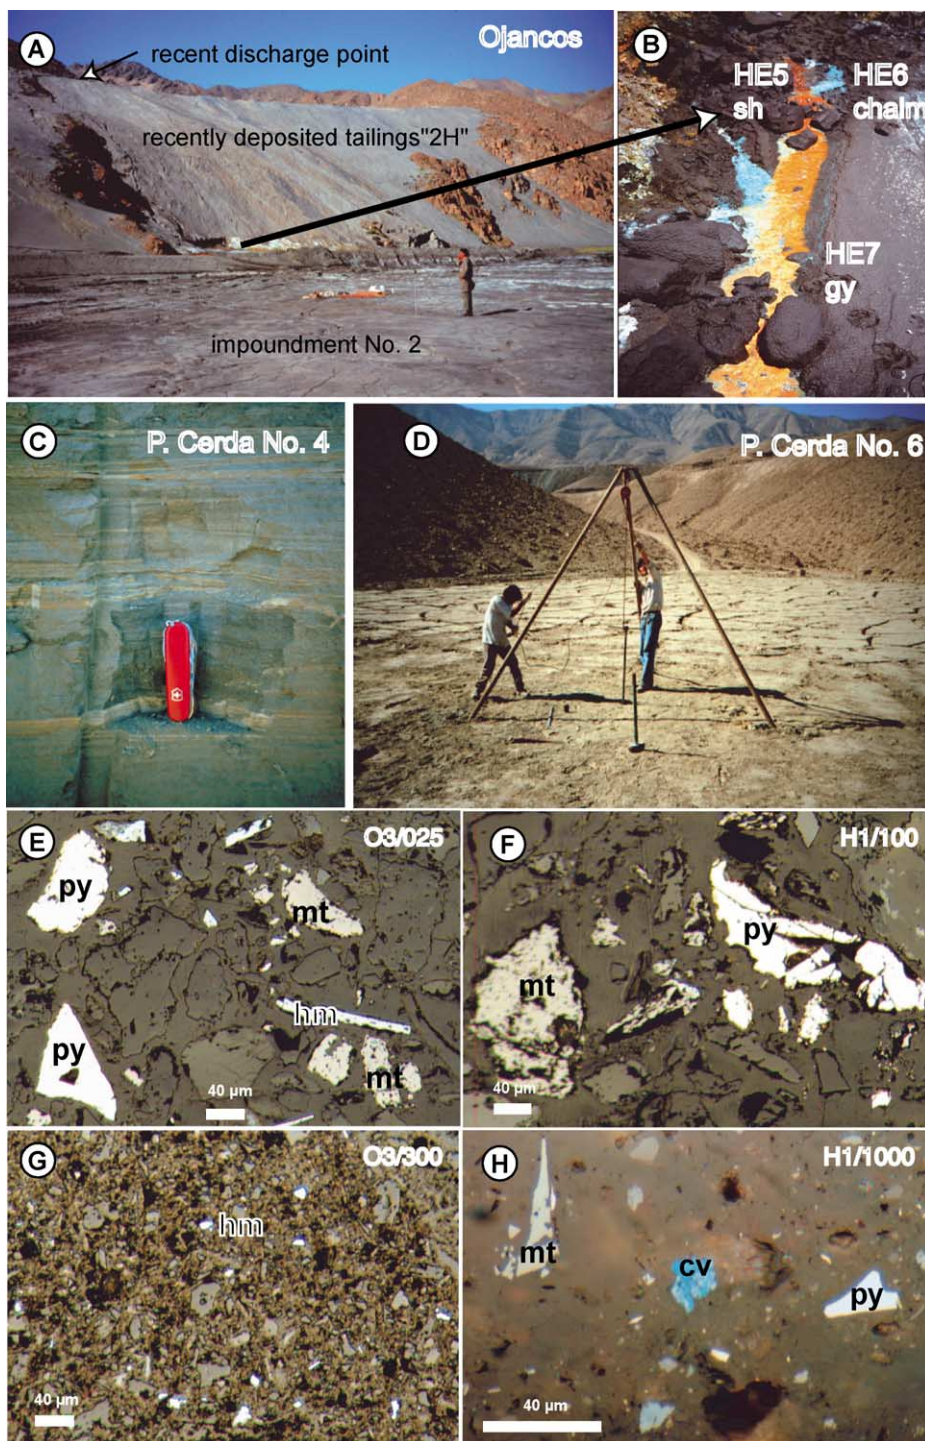 A
Ojancos
recent discharge point
recently deposited tailings"2H"
impoundment No. 2
B
HE5
sh
HE6
chalm
HE7
gy
C
P. Cerda No. 4
D
P. Cerda No. 6
E
O3/025
py
mt
hm
py
mt
40 µm
F
H1/100
py
mt
40 µm
G
O3/300
hm
40 µm
H
H1/1000
mt
cv
py
40 µm